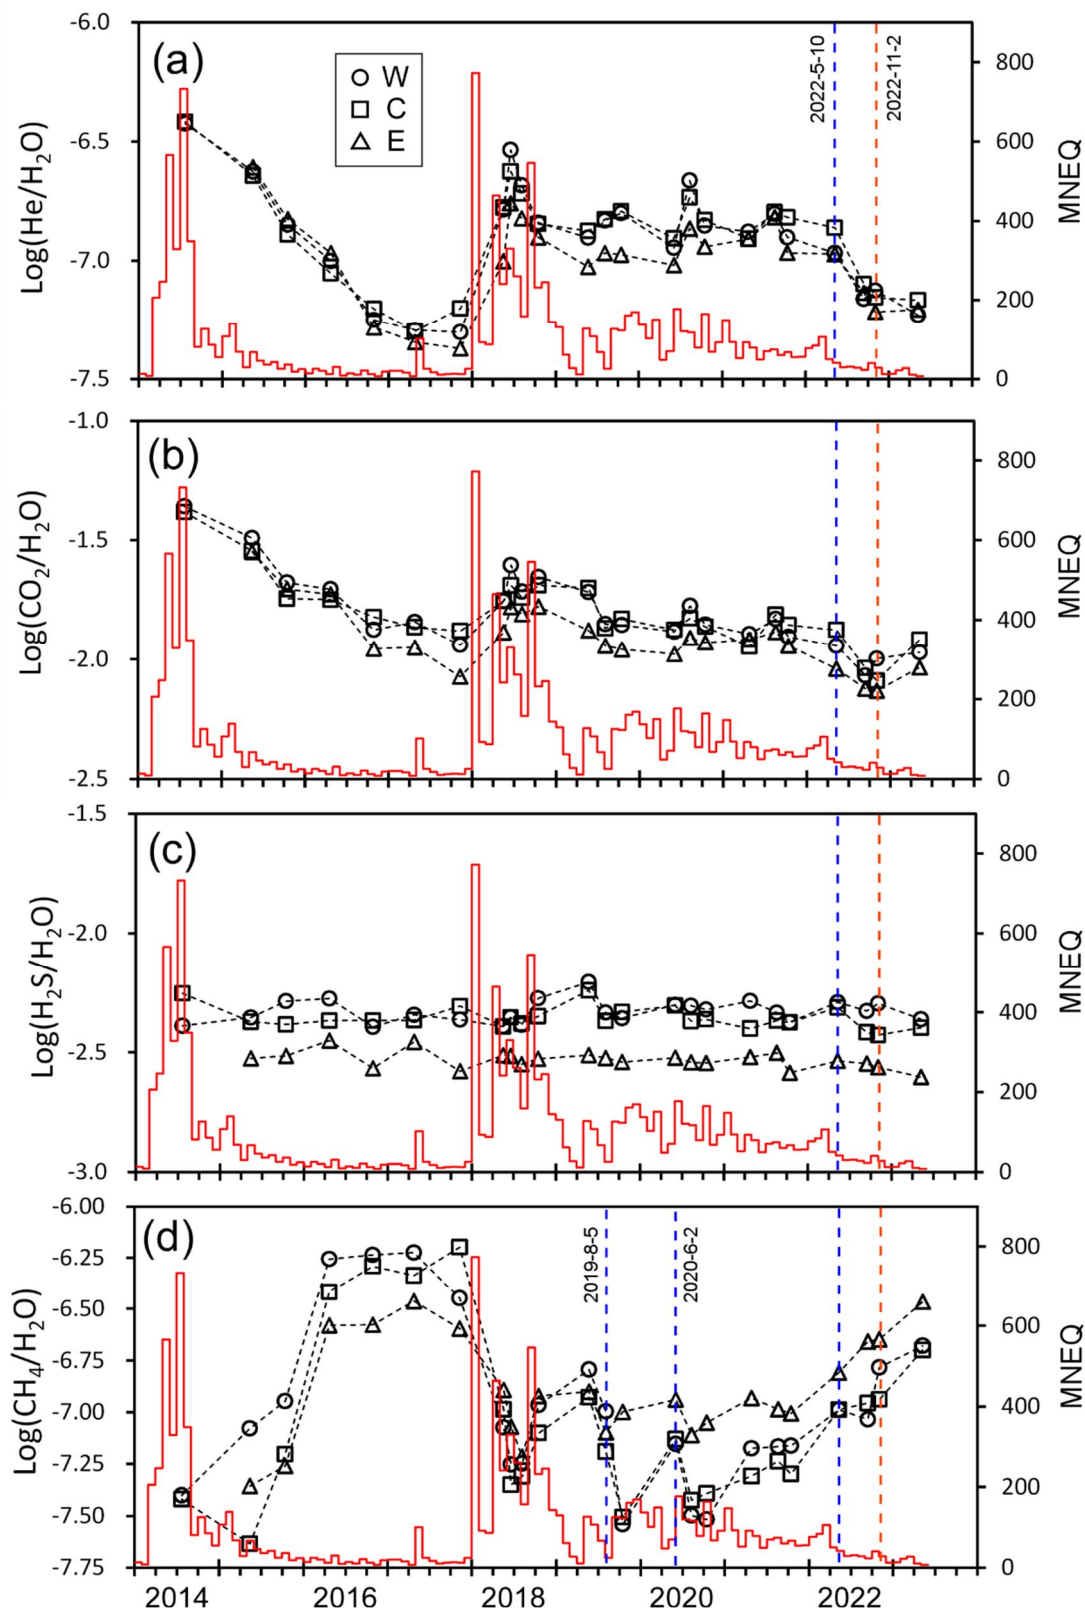 (a)
W
C
E
2022-5-10
2022-11-2
-6.0
-6.5
-7.0
-7.5
Log(He/H₂O)
800
600
400
200
0
MNEQ
(b)
-1.0
-1.5
-2.0
-2.5
Log(CO₂/H₂O)
800
600
400
200
0
MNEQ
(c)
-1.5
-2.0
-2.5
-3.0
Log(H₂S/H₂O)
800
600
400
200
0
MNEQ
(d)
2019-8-5
2020-6-2
-6.00
-6.25
-6.50
-6.75
-7.00
-7.25
-7.50
-7.75
Log(CH₄/H₂O)
800
600
400
200
0
MNEQ
2014 2016 2018 2020 2022